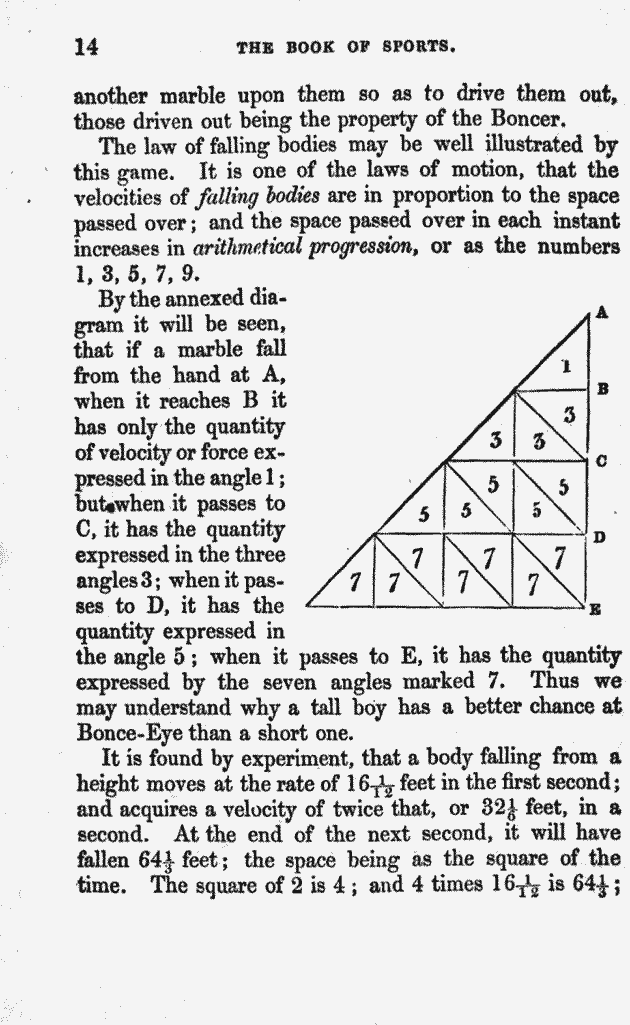 14 THE BOOK OF SPORTS.
another marble upon them so as to drive them out,
those driven out being the property of the Boncer.
The law of falling bodies may be well illustrated by
this game. It is one of the laws of motion, that the
velocities of falling bodies are in proportion to the space
passed over; and the space passed over in each instant
increases in arithmetical progression, or as the numbers
1, 3, 5, 7, 9.
By the annexed dia-
gram it will be seen,
that if a marble fall
from the hand at A,
when it reaches B it
has only the quantity
of velocity or force ex-
pressed in the angle 1;
but when it passes to
C, it has the quantity
expressed in the three
angles 3; when it pas-
ses to D, it has the
quantity expressed in
A
1
B
3
3 3
C
5 5
5 5 5
D
7 7 7
7 7 7 7
E
the angle 5; when it passes to E, it has the quantity
expressed by the seven angles marked 7. Thus we
may understand why a tall boy has a better chance at
Bonce-Eye than a short one.
It is found by experiment, that a body falling from a
height moves at the rate of 16 1/12 feet in the first second;
and acquires a velocity of twice that, or 32 1/6 feet, in a
second. At the end of the next second, it will have
fallen 64 1/3 feet; the space being as the square of the
time. The square of 2 is 4; and 4 times 16 1/12 is 64 1/3;